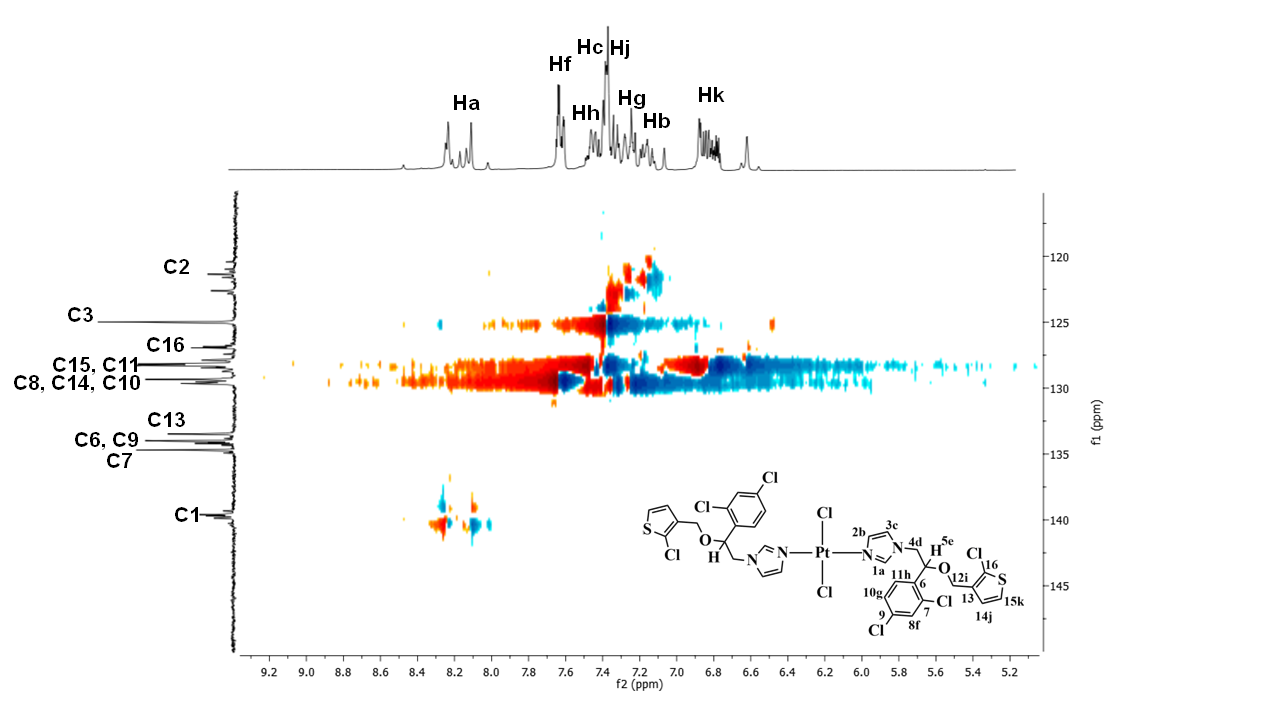 Hc Hj
Hf
Hk
Ha
Hg
Hh
Hb
C2
C3
C16
C15, C11
C8, C14, C10
C13
C6, C9
C7
C1
120
125
130
135
140
145
f1 (ppm)
9.2 9.0 8.8 8.6 8.4 8.2 8.0 7.8 7.6 7.4 7.2 7.0 6.8 6.6 6.4 6.2 6.0 5.8 5.6 5.4 5.2
f2 (ppm)
Cl
Cl
S
Cl
O
H
N
N
Cl
Pt
Cl
2b
3c
N
N
1a
4d
H
5e
O
12i
Cl
16
S
13
15k
14j
11h
6
10g
7
Cl
9
8f
Cl